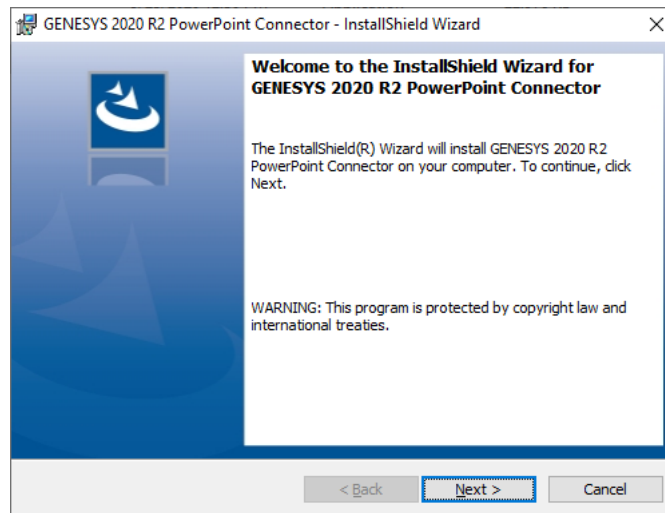 GENESYS 2020 R2 PowerPoint Connector - InstallShield Wizard
Welcome to the InstallShield Wizard for
GENESYS 2020 R2 PowerPoint Connector
The InstallShield(R) Wizard will install GENESYS 2020 R2
PowerPoint Connector on your computer. To continue, click
Next.
WARNING: This program is protected by copyright law and
international treaties.
< Back Next > Cancel